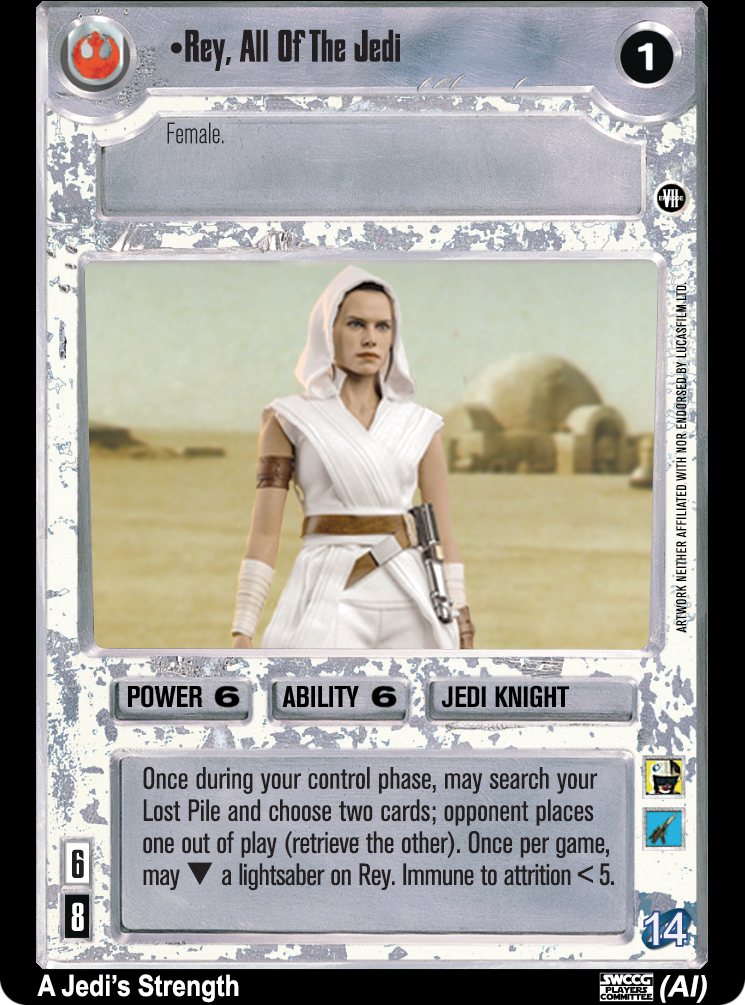 •Rey, All Of The Jedi
1
Female.
EPISODE
VII
ARTWORK NEITHER AFFILIATED WITH NOR ENDORSED BY LUCASFILM LTD.
POWER 6
ABILITY 6
JEDI KNIGHT
Once during your control phase, may search your
Lost Pile and choose two cards; opponent places
one out of play (retrieve the other). Once per game,
may ▼ a lightsaber on Rey. Immune to attrition < 5.
6
8
14
A Jedi's Strength
SWCCG
PLAYERS
COMMITTEE
(AI)